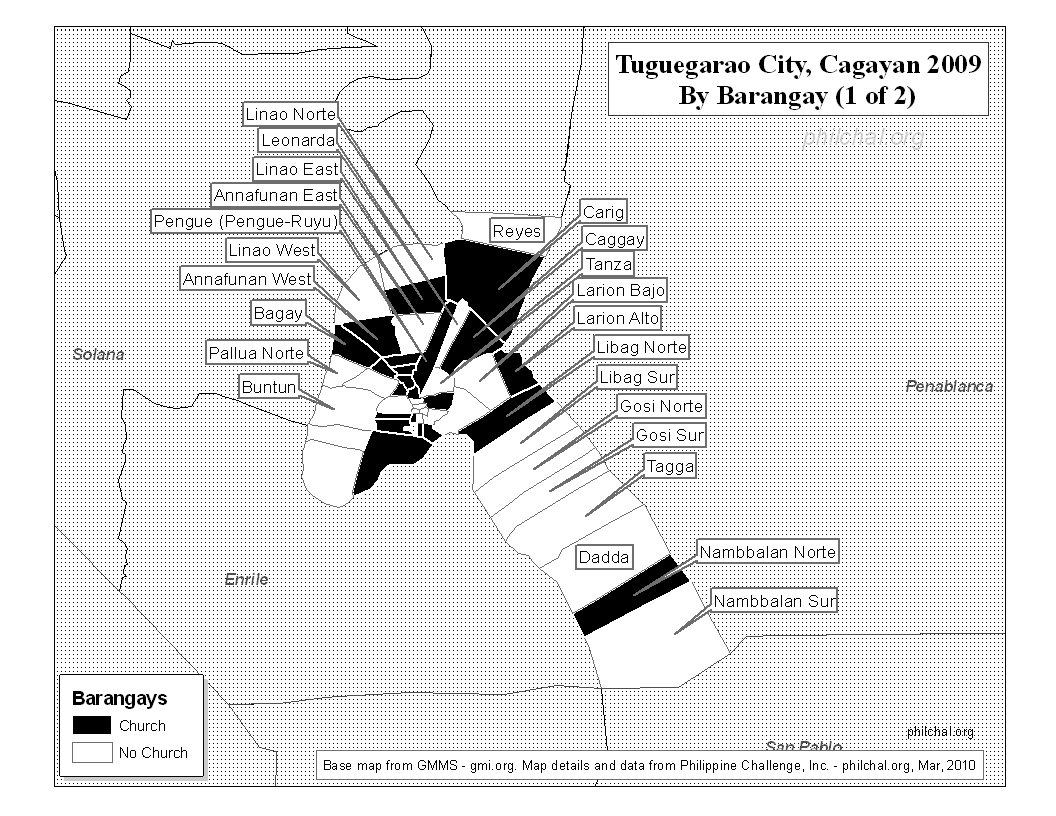 Tuguegarao City, Cagayan 2009
By Barangay (1 of 2)
philchal.org
Linao Norte
Leonarda
Linao East
Annafunan East
Pengue (Pengue-Ruyu)
Linao West
Annafunan West
Bagay
Pallua Norte
Buntun
Reyes
Carig
Caggay
Tanza
Larion Bajo
Larion Alto
Libag Norte
Libag Sur
Gosi Norte
Gosi Sur
Tagga
Dadda
Nambbalan Norte
Nambbalan Sur
Solana
Penablanca
Enrile
San Pablo
Barangays
Church
No Church
philchal.org
Base map from GMMS - gmi.org. Map details and data from Philippine Challenge, Inc. - philchal.org, Mar, 2010